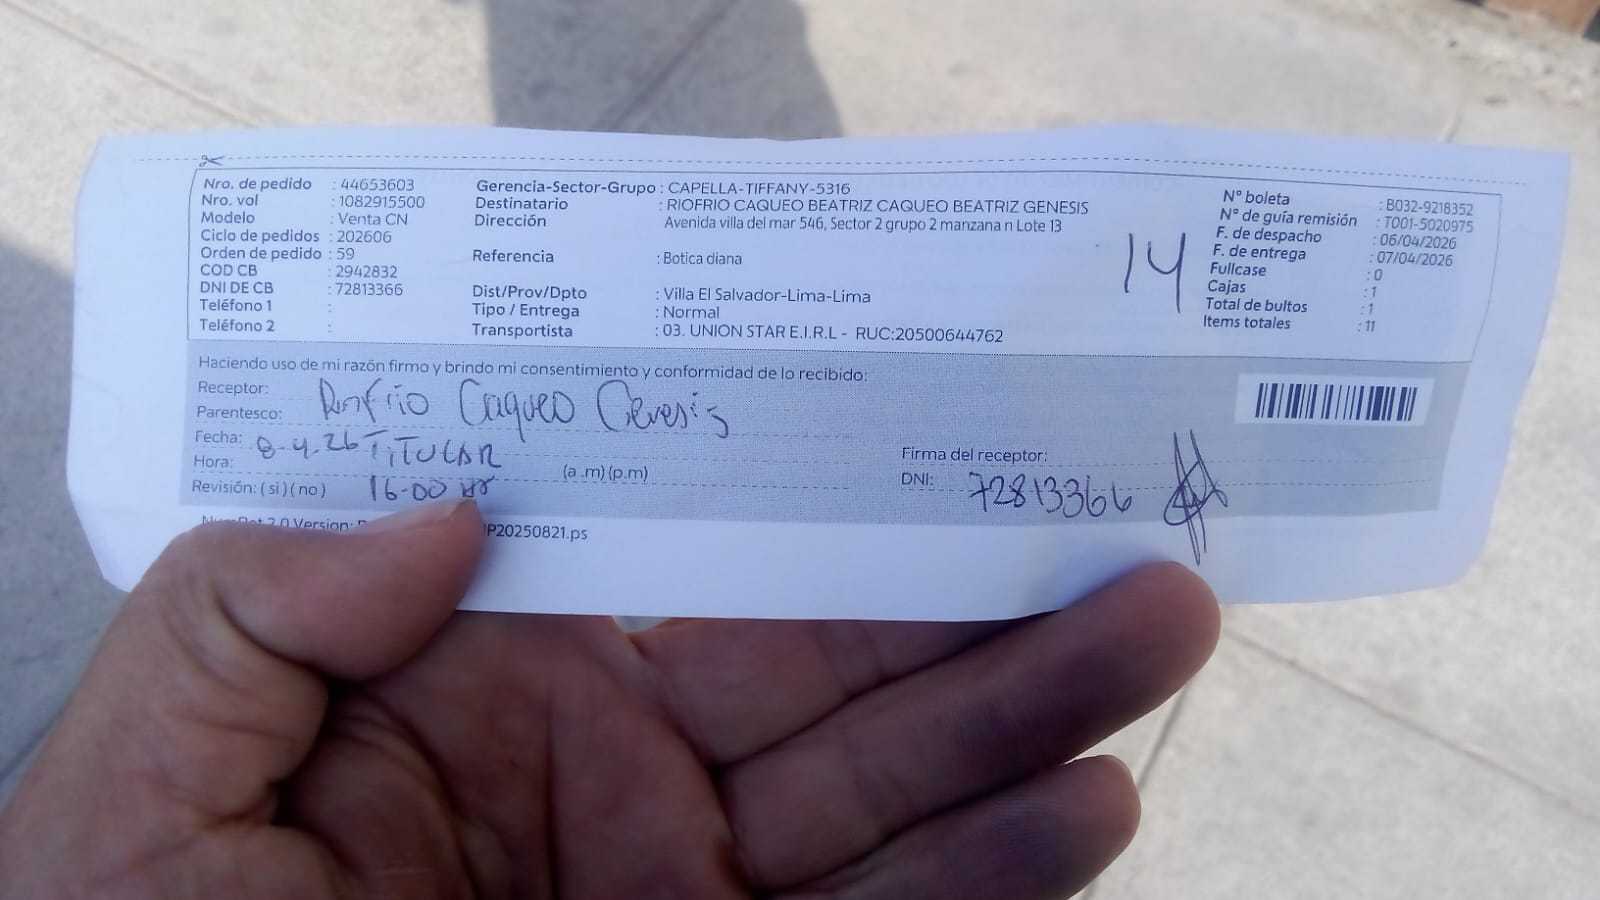 Nro. de pedido : 44653603
Nro. vol : 1082915500
Modelo : Venta CN
Ciclo de pedidos : 202606
Orden de pedido : 59
COD CB : 2942832
DNI DE CB : 72813366
Teléfono 1 :
Teléfono 2 :
Gerencia-Sector-Grupo : CAPELLA-TIFFANY-5316
Destinatario : RIOFRIO CAQUEO BEATRIZ CAQUEO BEATRIZ GENESIS
Dirección Avenida villa del mar 546, Sector 2 grupo 2 manzana n Lote 13
Referencia : Botica diana
Dist/Prov/Dpto : Villa El Salvador-Lima-Lima
Tipo / Entrega : Normal
Transportista : 03. UNION STAR E.I.R.L - RUC:20500644762
14
N° boleta : B032-9218352
N° de guía remisión : T001-5020975
F. de despacho : 06/04/2026
F. de entrega : 07/04/2026
Fullcase : 0
Cajas : 1
Total de bultos : 1
Items totales : 11
Haciendo uso de mi razón firmo y brindo mi consentimiento y conformidad de lo recibido:
Receptor: Riofrio Caqueo Genesis
Parentesco: TiTULAR
Fecha: 8-4.26
Hora: 16-00 Hr (a .m) (p.m)
Revisión: ( si ) ( no )
Firma del receptor:
DNI: 72813366
2.0 Version:
P20250821.ps